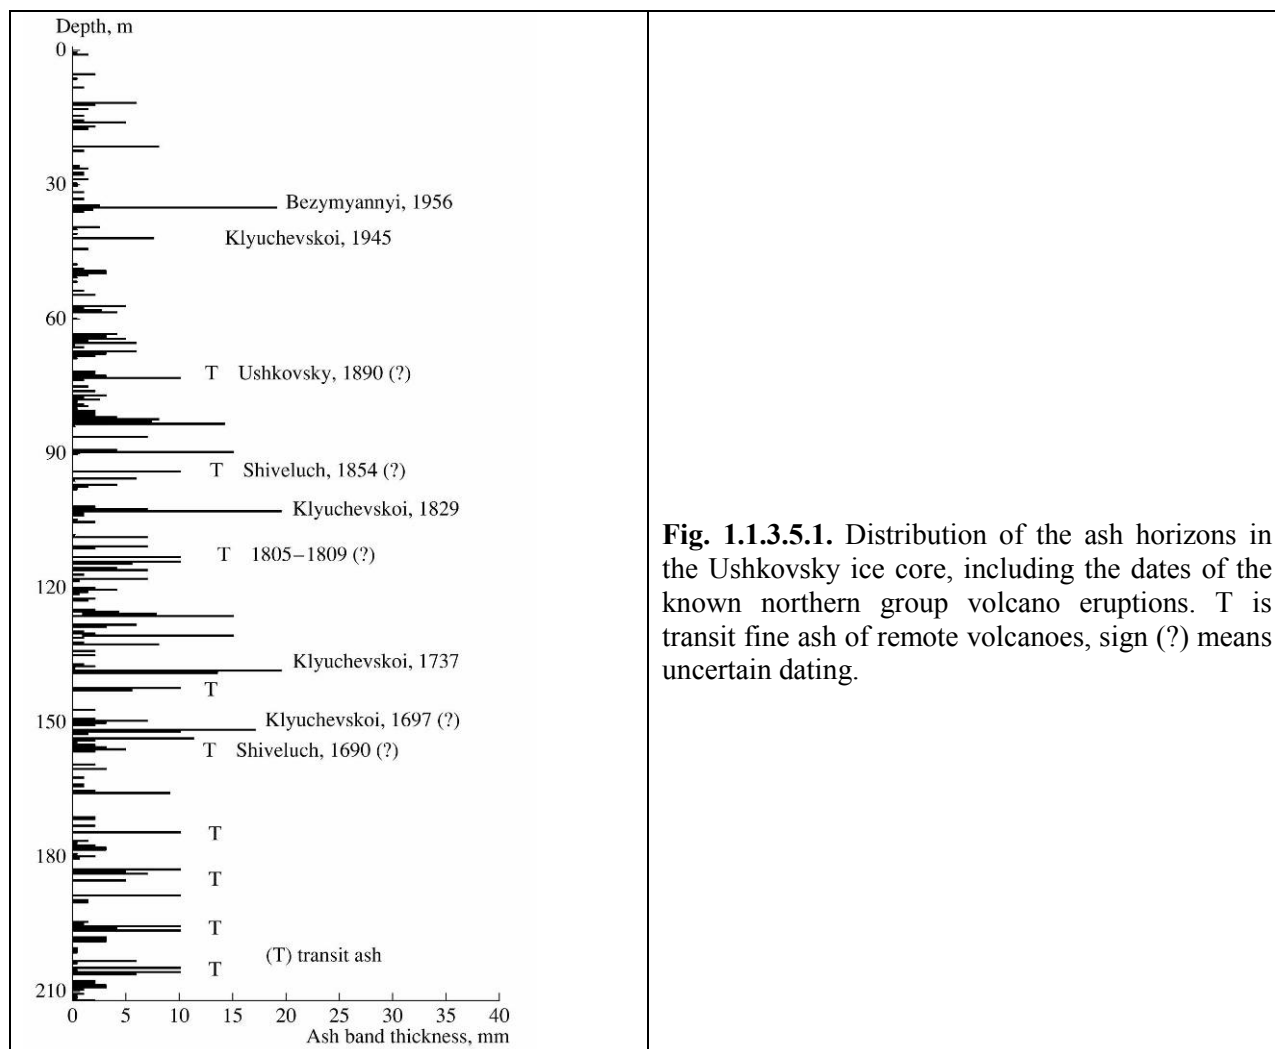 Depth, m
0
30
Bezymyannyi, 1956
Klyuchevskoi, 1945
60
T Ushkovsky, 1890 (?)
90
T Shiveluch, 1854 (?)
Klyuchevskoi, 1829
T 1805–1809 (?)
120
Klyuchevskoi, 1737
T
150
Klyuchevskoi, 1697 (?)
T Shiveluch, 1690 (?)
T
180
T
T
(T) transit ash
T
210
0 5 10 15 20 25 30 35 40
Ash band thickness, mm
Fig. 1.1.3.5.1. Distribution of the ash horizons in
the Ushkovsky ice core, including the dates of the
known northern group volcano eruptions. T is
transit fine ash of remote volcanoes, sign (?) means
uncertain dating.